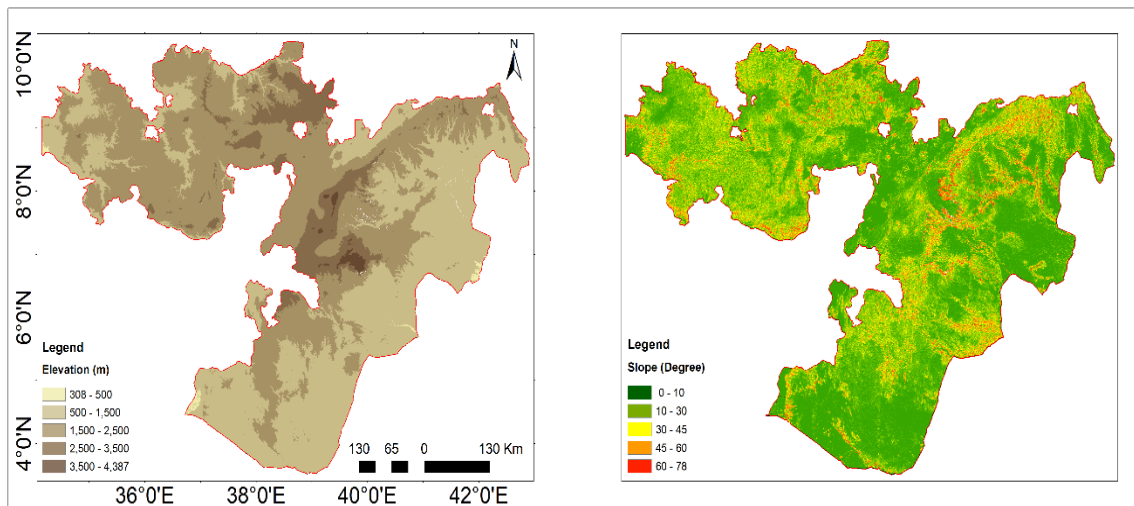 N
10°0'N
8°0'N
6°0'N
4°0'N
Legend
Elevation (m)
308 - 500
500 - 1,500
1,500 - 2,500
2,500 - 3,500
3,500 - 4,387
130 65 0 130 Km
36°0'E 38°0'E 40°0'E 42°0'E
Legend
Slope (Degree)
0 - 10
10 - 30
30 - 45
45 - 60
60 - 78